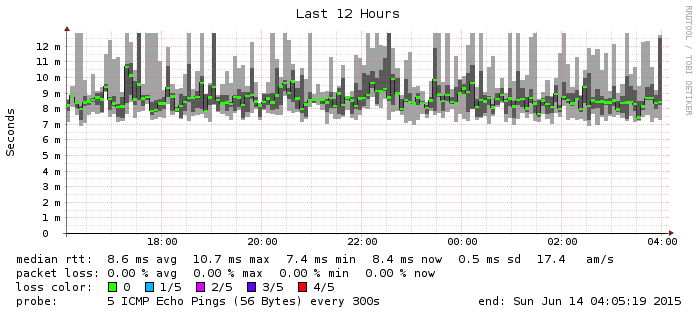 Last 12 Hours
RRDTOOL / TOBI OETIKER
Seconds
12 m
11 m
10 m
9 m
8 m
7 m
6 m
5 m
4 m
3 m
2 m
1 m
0
18:00 20:00 22:00 00:00 02:00 04:00
median rtt: 8.6 ms avg 10.7 ms max 7.4 ms min 8.4 ms now 0.5 ms sd 17.4 am/s
packet loss: 0.00 % avg 0.00 % max 0.00 % min 0.00 % now
loss color: 0 1/5 2/5 3/5 4/5
probe: 5 ICMP Echo Pings (56 Bytes) every 300s end: Sun Jun 14 04:05:19 2015